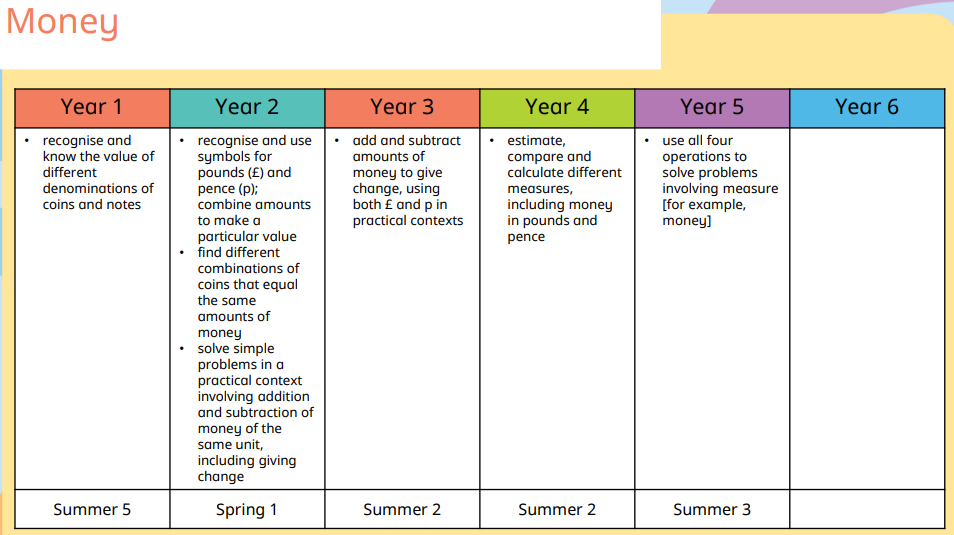 Money
Year 1
Year 2
Year 3
Year 4
Year 5
Year 6
• recognise and
know the value of
different
denominations of
coins and notes
• recognise and use
symbols for
pounds (£) and
pence (p);
combine amounts
to make a
particular value
• find different
combinations of
coins that equal
the same
amounts of
money
• solve simple
problems in a
practical context
involving addition
and subtraction of
money of the
same unit,
including giving
change
• add and subtract
amounts of
money to give
change, using
both £ and p in
practical contexts
• estimate,
compare and
calculate different
measures,
including money
in pounds and
pence
• use all four
operations to
solve problems
involving measure
[for example,
money]
Summer 5
Spring 1
Summer 2
Summer 2
Summer 3